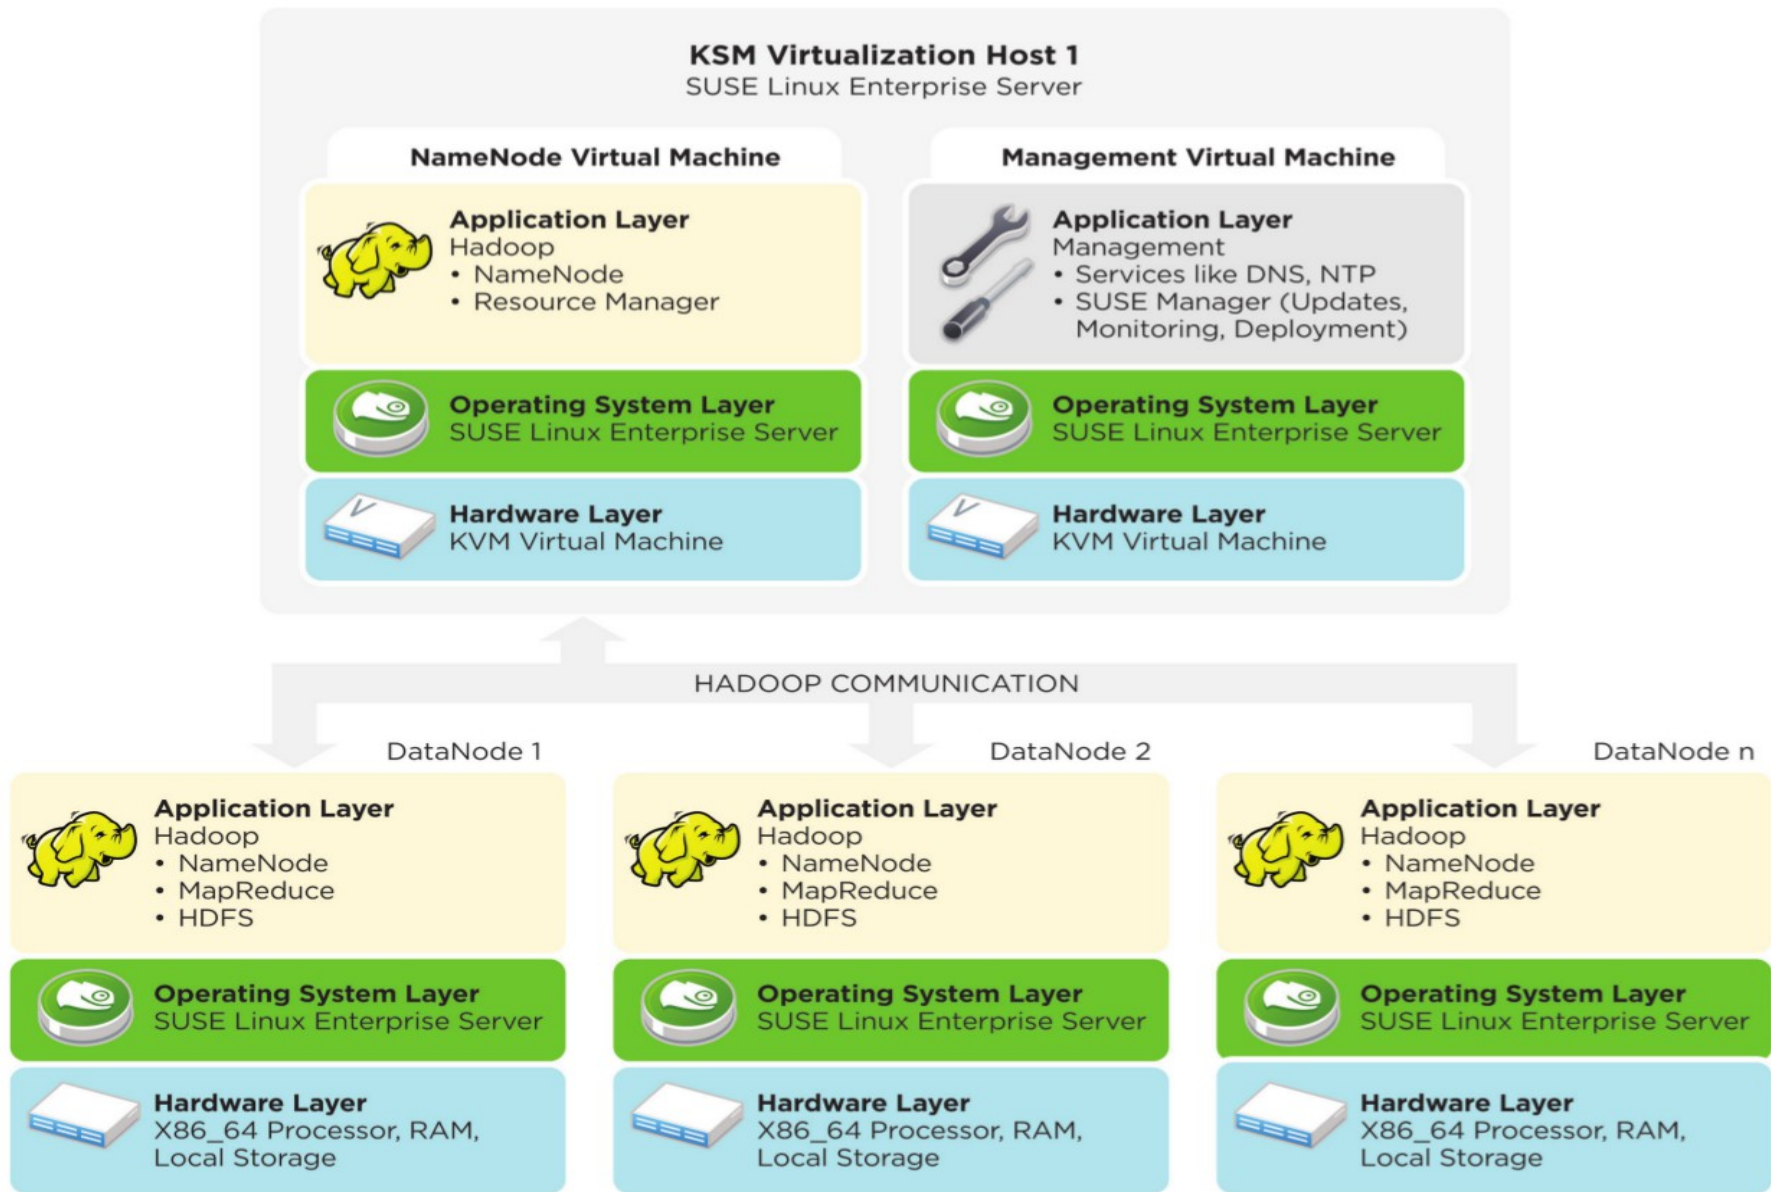 KSM Virtualization Host 1
SUSE Linux Enterprise Server
NameNode Virtual Machine
Application Layer
Hadoop
• NameNode
• Resource Manager
Operating System Layer
SUSE Linux Enterprise Server
V
Hardware Layer
KVM Virtual Machine
Management Virtual Machine
Application Layer
Management
• Services like DNS, NTP
• SUSE Manager (Updates,
Monitoring, Deployment)
Operating System Layer
SUSE Linux Enterprise Server
V
Hardware Layer
KVM Virtual Machine
HADOOP COMMUNICATION
DataNode 1
Application Layer
Hadoop
• NameNode
• MapReduce
• HDFS
Operating System Layer
SUSE Linux Enterprise Server
Hardware Layer
X86_64 Processor, RAM,
Local Storage
DataNode 2
Application Layer
Hadoop
• NameNode
• MapReduce
• HDFS
Operating System Layer
SUSE Linux Enterprise Server
Hardware Layer
X86_64 Processor, RAM,
Local Storage
DataNode n
Application Layer
Hadoop
• NameNode
• MapReduce
• HDFS
Operating System Layer
SUSE Linux Enterprise Server
Hardware Layer
X86_64 Processor, RAM,
Local Storage